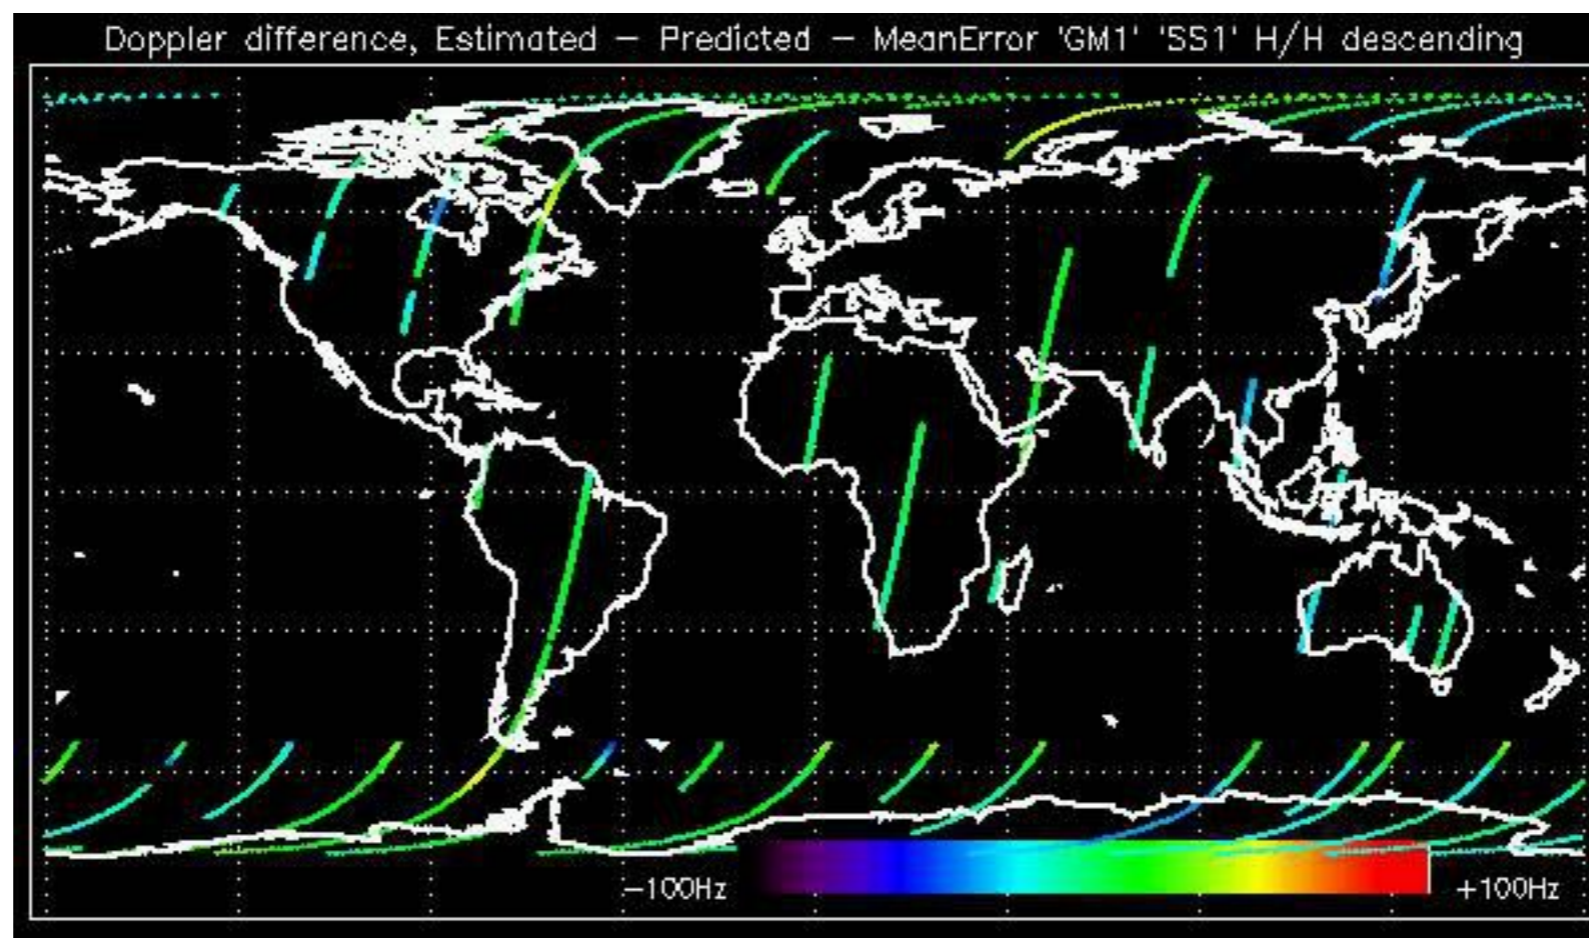 Doppler difference, Estimated – Predicted – MeanError 'GM1' 'SS1' H/H descending
−100Hz
+100Hz